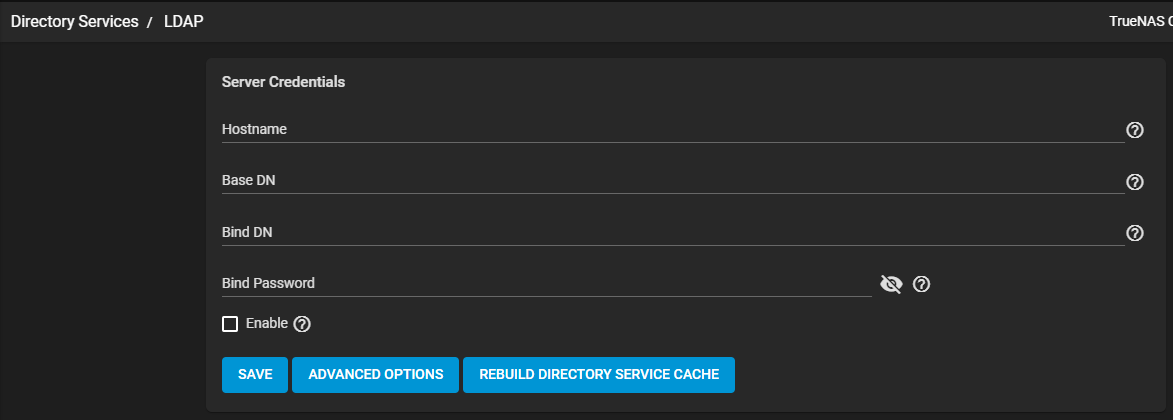 Directory Services / LDAP
TrueNAS
Server Credentials
Hostname
Base DN
Bind DN
Bind Password
Enable
SAVE ADVANCED OPTIONS REBUILD DIRECTORY SERVICE CACHE